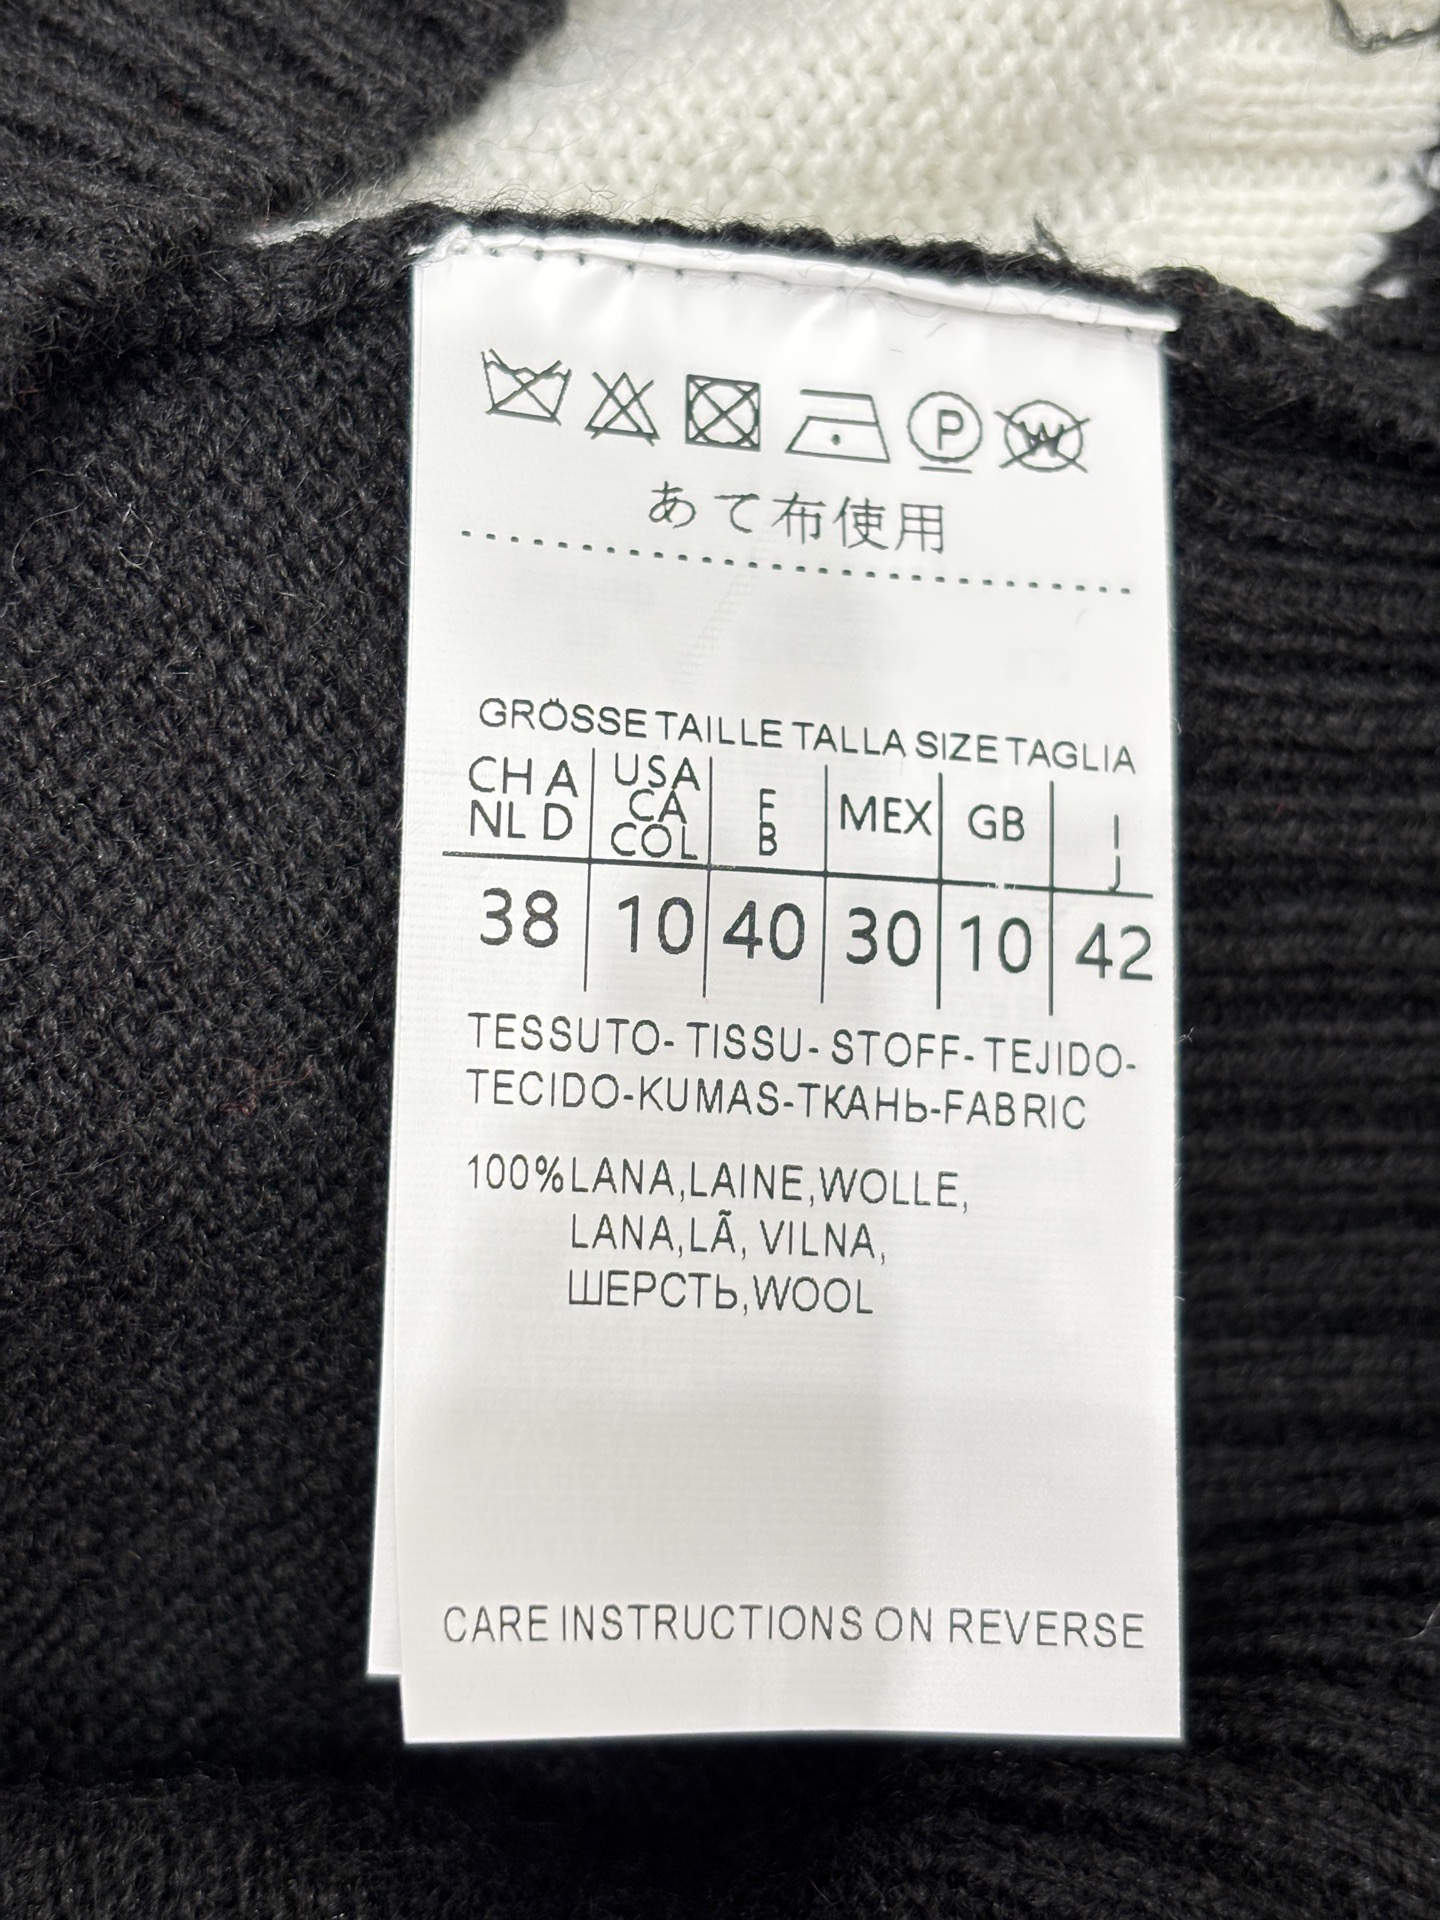 P W
あて布使用
GRÖSSE TAILLE TALLA SIZE TAGLIA
CH A
NL D
USA
CA
COL
F
B
MEX
GB
I
J
38 10 40 30 10 42
TESSUTO- TISSU- STOFF- TEJIDO-
TECIDO-KUMAS-ТКАНЬ-FABRIC
100%LANA,LAINE,WOLLE,
LANA,LÃ, VILNA,
ШЕРСТЬ,WOOL
CARE INSTRUCTIONS ON REVERSE